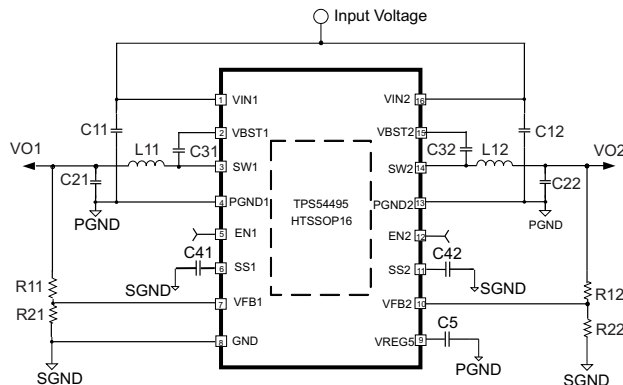 Input Voltage
1 VIN1
VIN2 16
C11
C12
VO1
L11
C31
2 VBST1
VBST2 15
C32
L12
VO2
3 SW1
SW2 14
C21
C22
TPS54495
HTSSOP16
4 PGND1
PGND2 13
PGND
PGND
5 EN1
EN2 12
C41
C42
6 SS1
SS2 11
SGND
SGND
R11
R12
7 VFB1
VFB2 10
R21
R22
8 GND
C5
VREG5 9
PGND
SGND
SGND